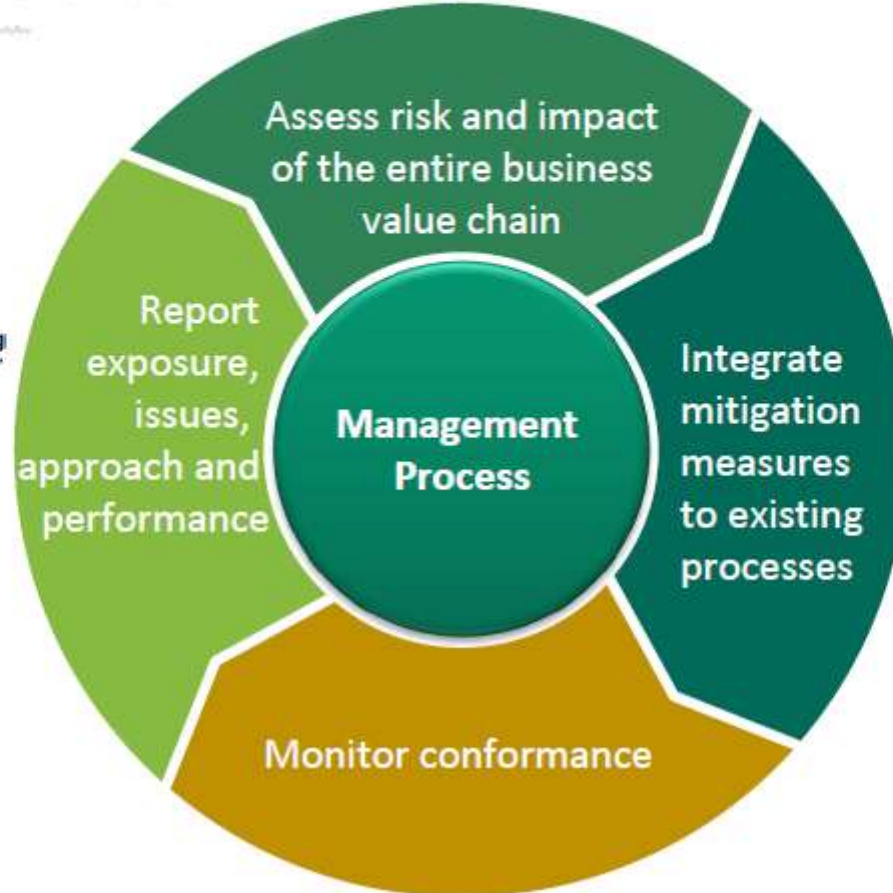 Assess risk and impact
of the entire business
value chain
Integrate
mitigation
measures
to existing
processes
Monitor conformance
Report
exposure,
issues,
approach and
performance
Management
Process